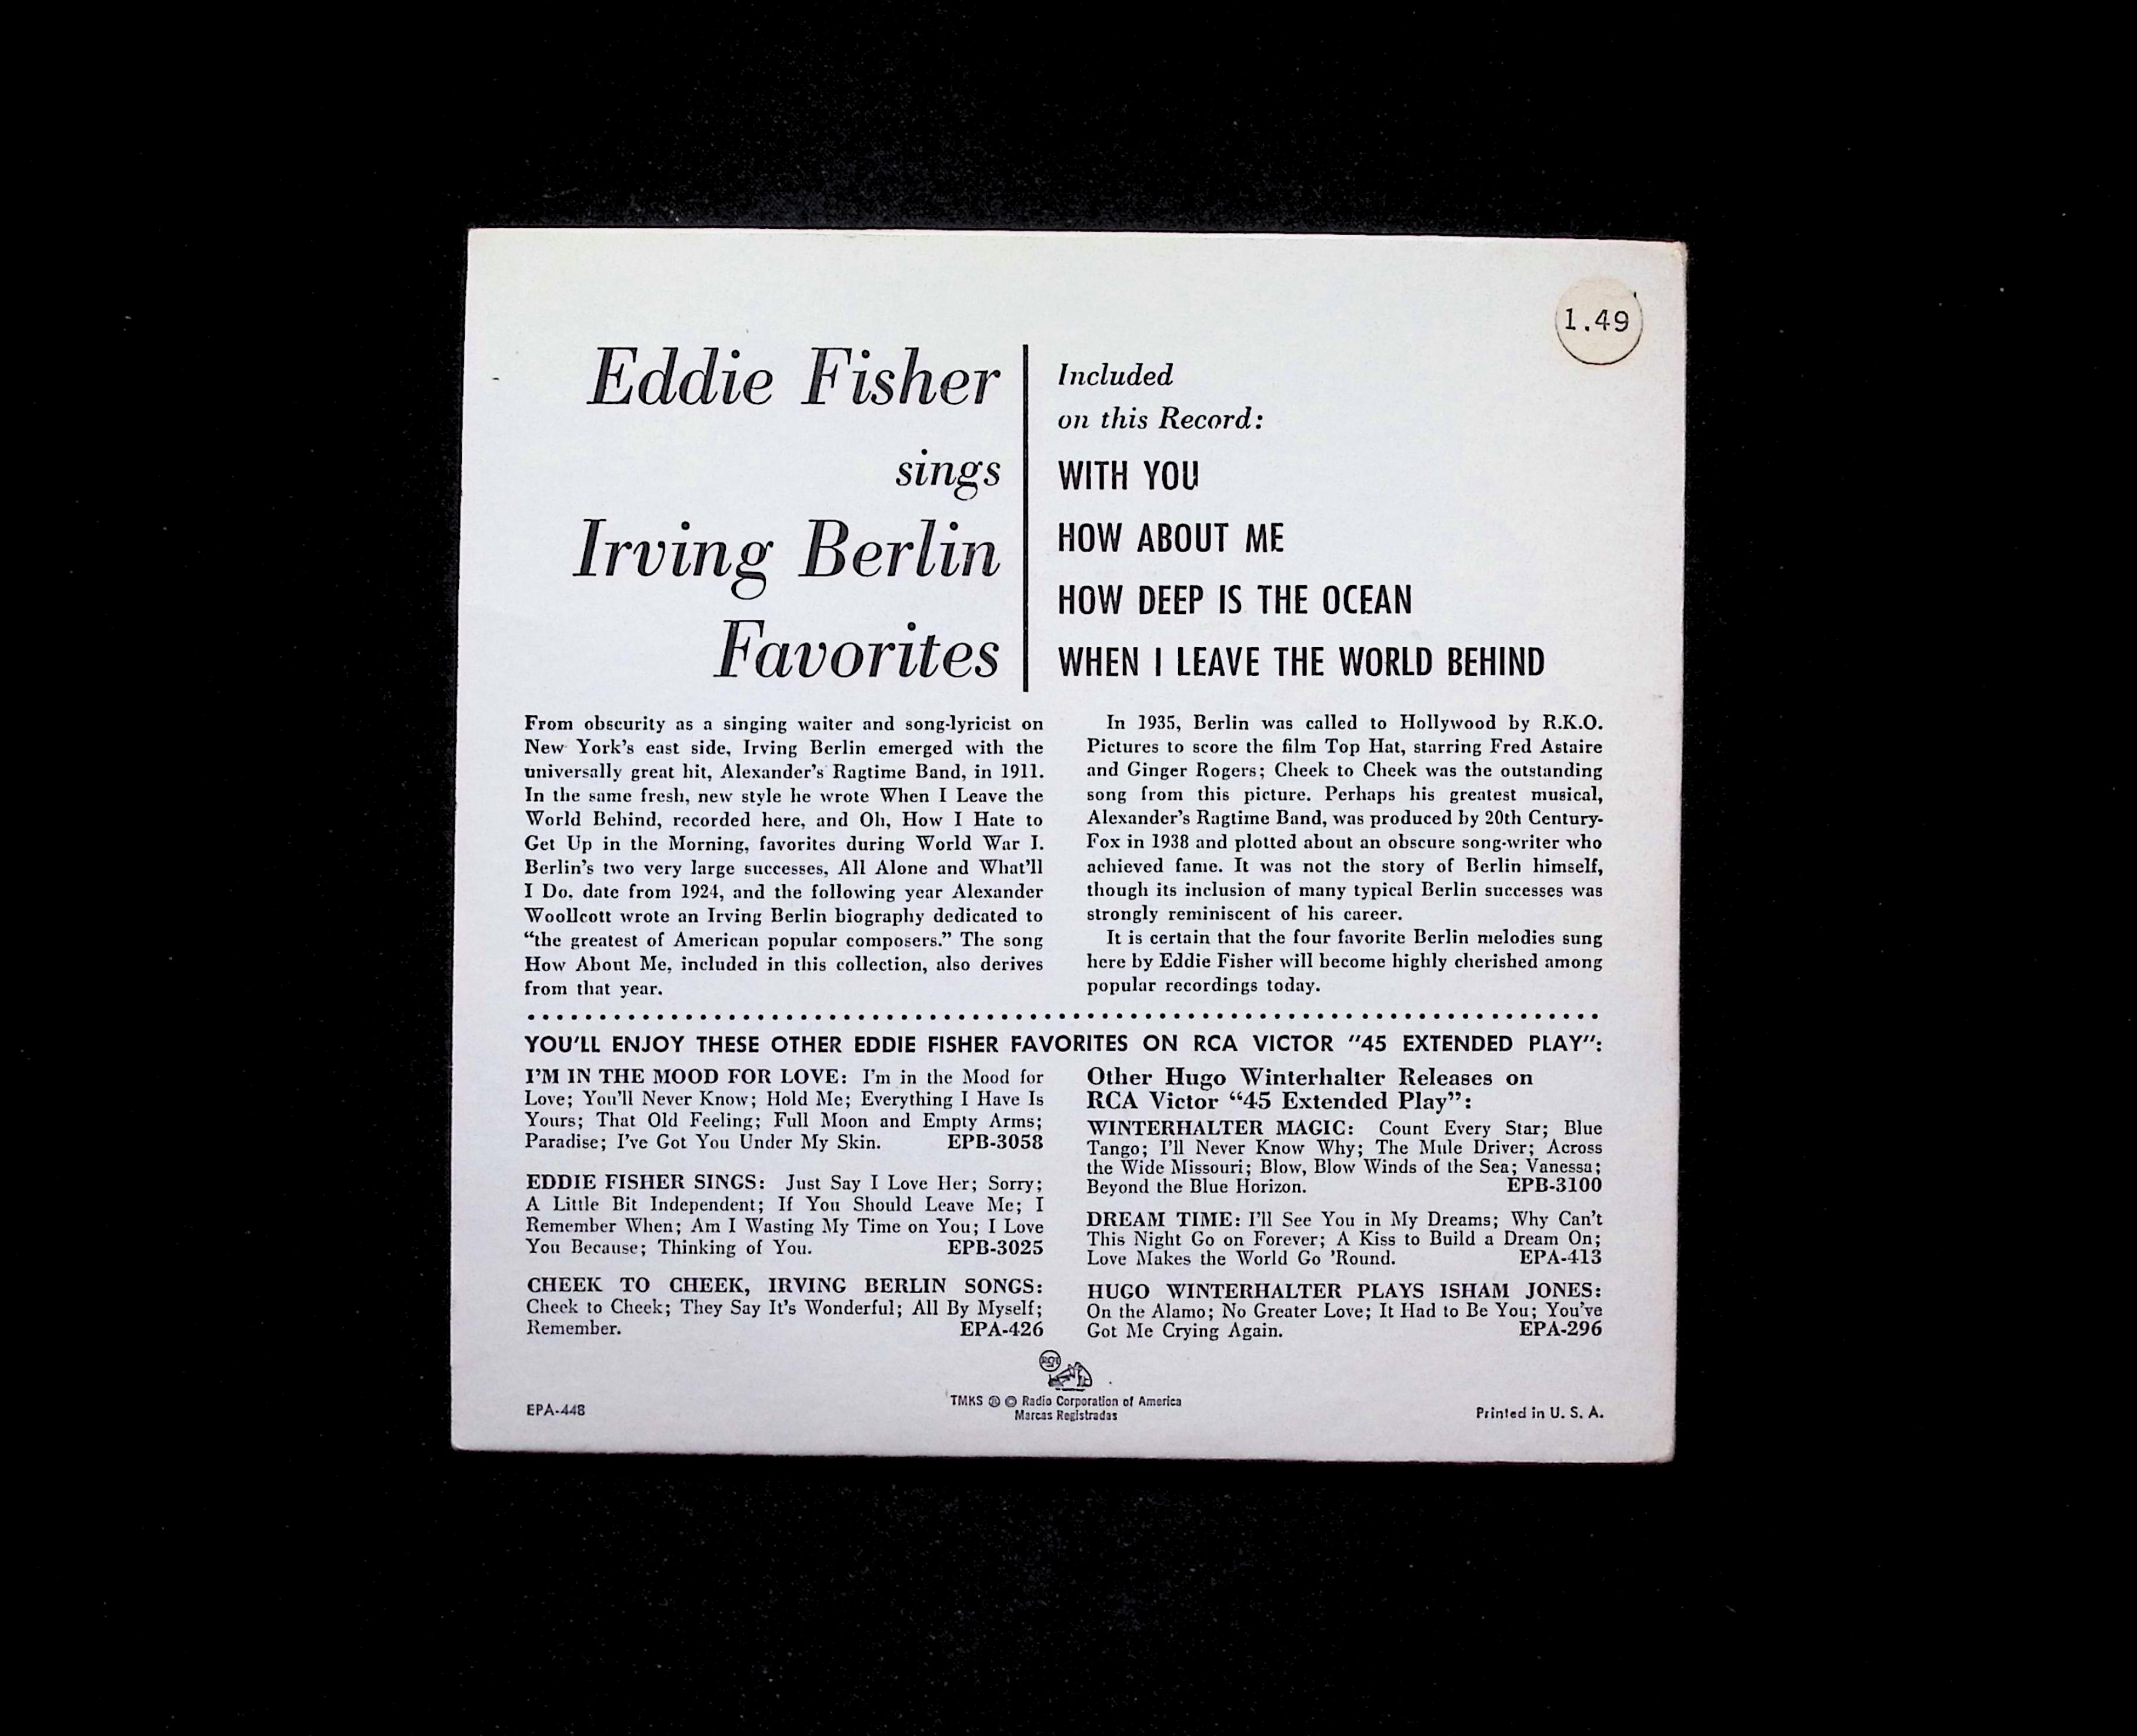 1.49
Eddie Fisher
sings
Irving Berlin
Favorites
Included
on this Record:
WITH YOU
HOW ABOUT ME
HOW DEEP IS THE OCEAN
WHEN I LEAVE THE WORLD BEHIND
From obscurity as a singing waiter and song-lyricist on
New York's east side, Irving Berlin emerged with the
universally great hit, Alexander's Ragtime Band, in 1911.
In the same fresh, new style he wrote When I Leave the
World Behind, recorded here, and Oh, How I Hate to
Get Up in the Morning, favorites during World War I.
Berlin's two very large successes, All Alone and What'll
I Do, date from 1924, and the following year Alexander
Woollcott wrote an Irving Berlin biography dedicated to
“the greatest of American popular composers.” The song
How About Me, included in this collection, also derives
from that year.
In 1935, Berlin was called to Hollywood by R.K.O.
Pictures to score the film Top Hat, starring Fred Astaire
and Ginger Rogers; Cheek to Cheek was the outstanding
song from this picture. Perhaps his greatest musical,
Alexander's Ragtime Band, was produced by 20th Century-
Fox in 1938 and plotted about an obscure song-writer who
achieved fame. It was not the story of Berlin himself,
though its inclusion of many typical Berlin successes was
strongly reminiscent of his career.
It is certain that the four favorite Berlin melodies sung
here by Eddie Fisher will become highly cherished among
popular recordings today.
YOU'LL ENJOY THESE OTHER EDDIE FISHER FAVORITES ON RCA VICTOR "45 EXTENDED PLAY":
I'M IN THE MOOD FOR LOVE: I'm in the Mood for
Love; You'll Never Know; Hold Me; Everything I Have Is
Yours; That Old Feeling; Full Moon and Empty Arms;
Paradise; I've Got You Under My Skin. EPB-3058
EDDIE FISHER SINGS: Just Say I Love Her; Sorry;
A Little Bit Independent; If You Should Leave Me; I
Remember When; Am I Wasting My Time on You; I Love
You Because; Thinking of You. EPB-3025
CHEEK TO CHEEK, IRVING BERLIN SONGS:
Cheek to Cheek; They Say It's Wonderful; All By Myself;
Remember. EPA-426
Other Hugo Winterhalter Releases on
RCA Victor “45 Extended Play”:
WINTERHALTER MAGIC: Count Every Star; Blue
Tango; I'll Never Know Why; The Mule Driver; Across
the Wide Missouri; Blow, Blow Winds of the Sea; Vanessa;
Beyond the Blue Horizon. EPB-3100
DREAM TIME: I'll See You in My Dreams; Why Can't
This Night Go on Forever; A Kiss to Build a Dream On;
Love Makes the World Go 'Round. EPA-413
HUGO WINTERHALTER PLAYS ISHAM JONES:
On the Alamo; No Greater Love; It Had to Be You; You've
Got Me Crying Again. EPA-296
RCA
EPA-448
TMKS ® © Radio Corporation of America
Marcas Registradas
Printed in U. S. A.